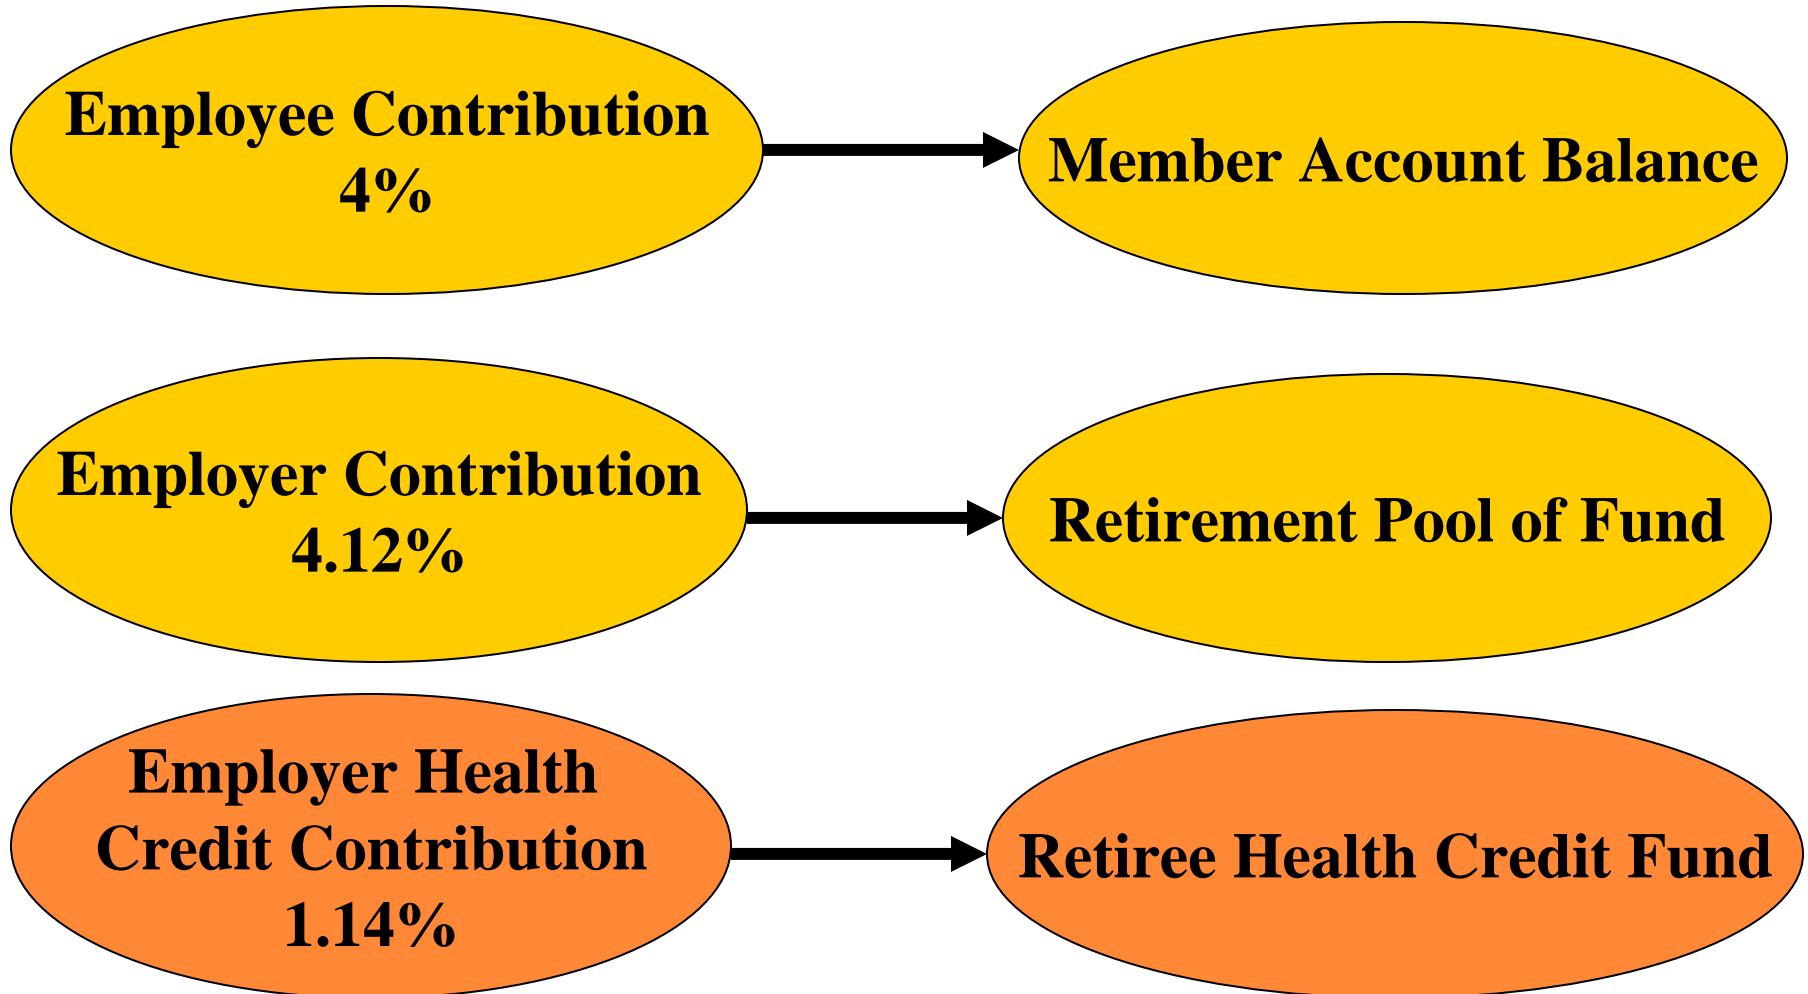 Employee Contribution
4%
Member Account Balance
Employer Contribution
4.12%
Retirement Pool of Fund
Employer Health
Credit Contribution
1.14%
Retiree Health Credit Fund